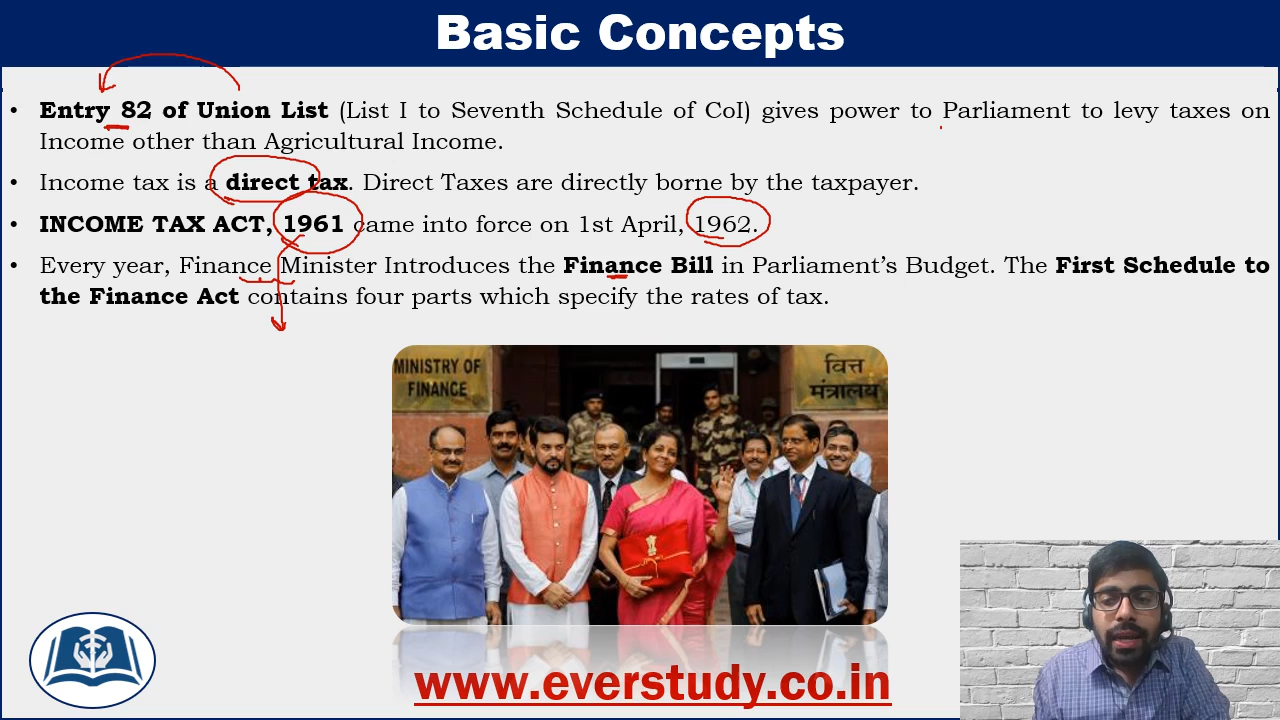 Basic Concepts
• Entry 82 of Union List (List I to Seventh Schedule of CoI) gives power to Parliament to levy taxes on
Income other than Agricultural Income.
• Income tax is a direct tax. Direct Taxes are directly borne by the taxpayer.
• INCOME TAX ACT, 1961 came into force on 1st April, 1962.
• Every year, Finance Minister Introduces the Finance Bill in Parliament’s Budget. The First Schedule to
the Finance Act contains four parts which specify the rates of tax.
MINISTRY OF
FINANCE
वित्त
मंत्रालय
www.everstudy.co.in